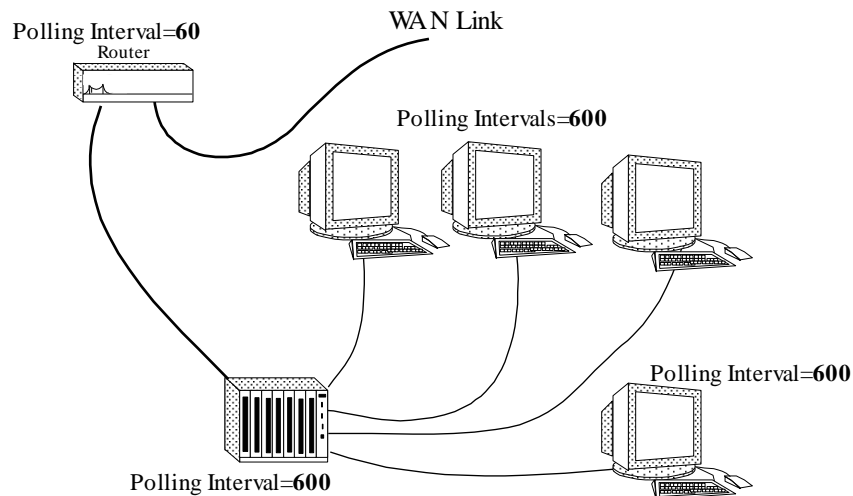 WAN Link
Polling Interval=60
Router
Polling Intervals=600
Polling Interval=600
Polling Interval=600